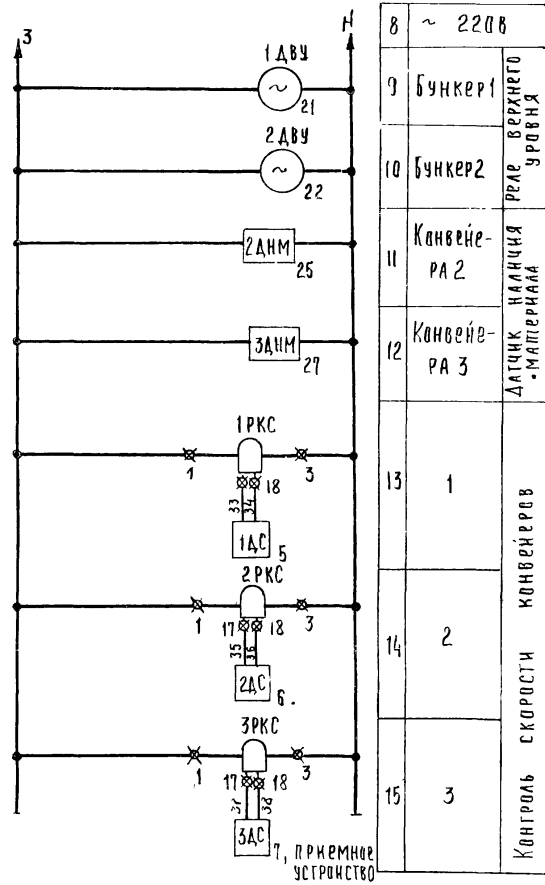 З
Н
8
~ 220В
1ДВУ
~
21
9
Бункер1
2ДВУ
~
22
10
Бункер2
Реле верхнего
уровня
2ДНМ
25
11
Конвейе-
ра 2
3ДНМ
27
12
Конвейе-
ра 3
Датчик наличия
материала
1РКС
1
3
18
33
34
1ДС
5
13
1
2РКС
1
3
17
18
35
36
2ДС
6.
14
2
3РКС
1
3
17
18
37
38
3ДС
7, приемное
устройство
15
3
Контроль скорости конвейеров